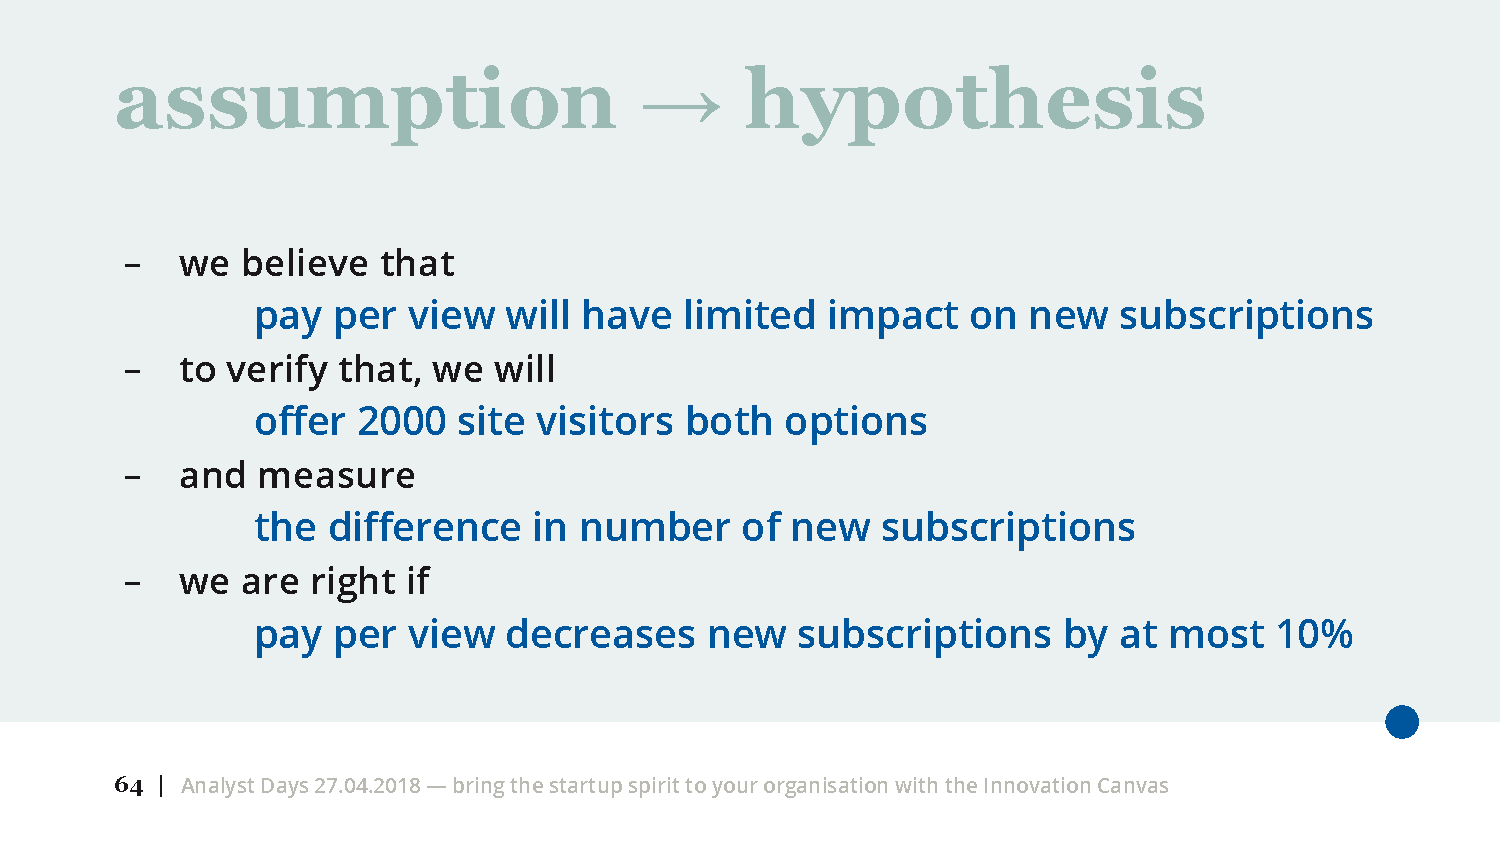 assumption → hypothesis
– we believe that
pay per view will have limited impact on new subscriptions
– to verify that, we will
offer 2000 site visitors both options
– and measure
the difference in number of new subscriptions
– we are right if
pay per view decreases new subscriptions by at most 10%
64 | Analyst Days 27.04.2018 — bring the startup spirit to your organisation with the Innovation Canvas